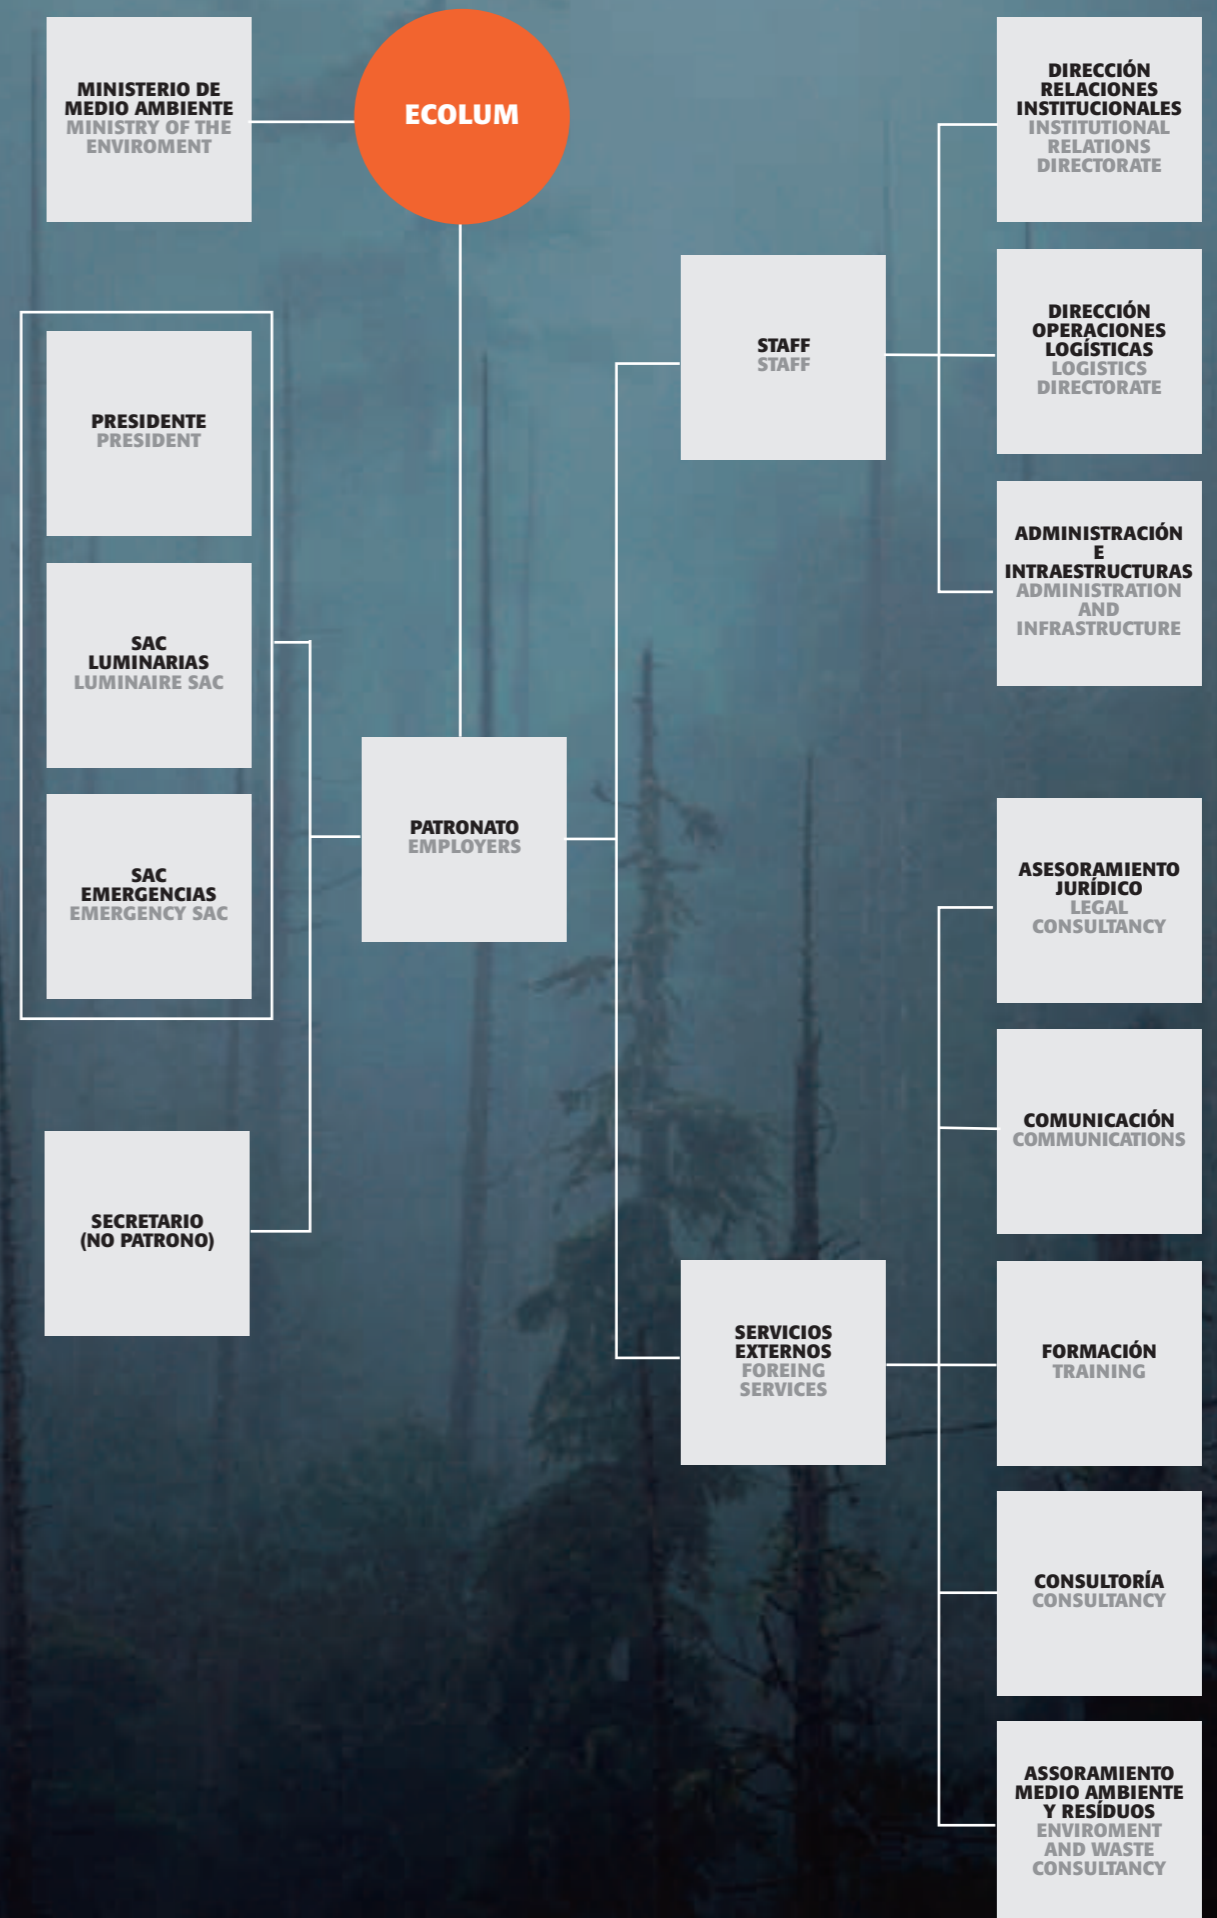 MINISTERIO DE
MEDIO AMBIENTE
MINISTRY OF THE
ENVIROMENT
ECOLUM
PRESIDENTE
PRESIDENT
SAC
LUMINARIAS
LUMINAIRE SAC
SAC
EMERGENCIAS
EMERGENCY SAC
SECRETARIO
(NO PATRONO)
PATRONATO
EMPLOYERS
STAFF
STAFF
DIRECCIÓN
RELACIONES
INSTITUCIONALES
INSTITUTIONAL
RELATIONS
DIRECTORATE
DIRECCIÓN
OPERACIONES
LOGÍSTICAS
LOGISTICS
DIRECTORATE
ADMINISTRACIÓN
E
INTRAESTRUCTURAS
ADMINISTRATION
AND
INFRASTRUCTURE
SERVICIOS
EXTERNOS
FOREING
SERVICES
ASESORAMIENTO
JURÍDICO
LEGAL
CONSULTANCY
COMUNICACIÓN
COMMUNICATIONS
FORMACIÓN
TRAINING
CONSULTORÍA
CONSULTANCY
ASSORAMIENTO
MEDIO AMBIENTE
Y RESÍDUOS
ENVIROMENT
AND WASTE
CONSULTANCY